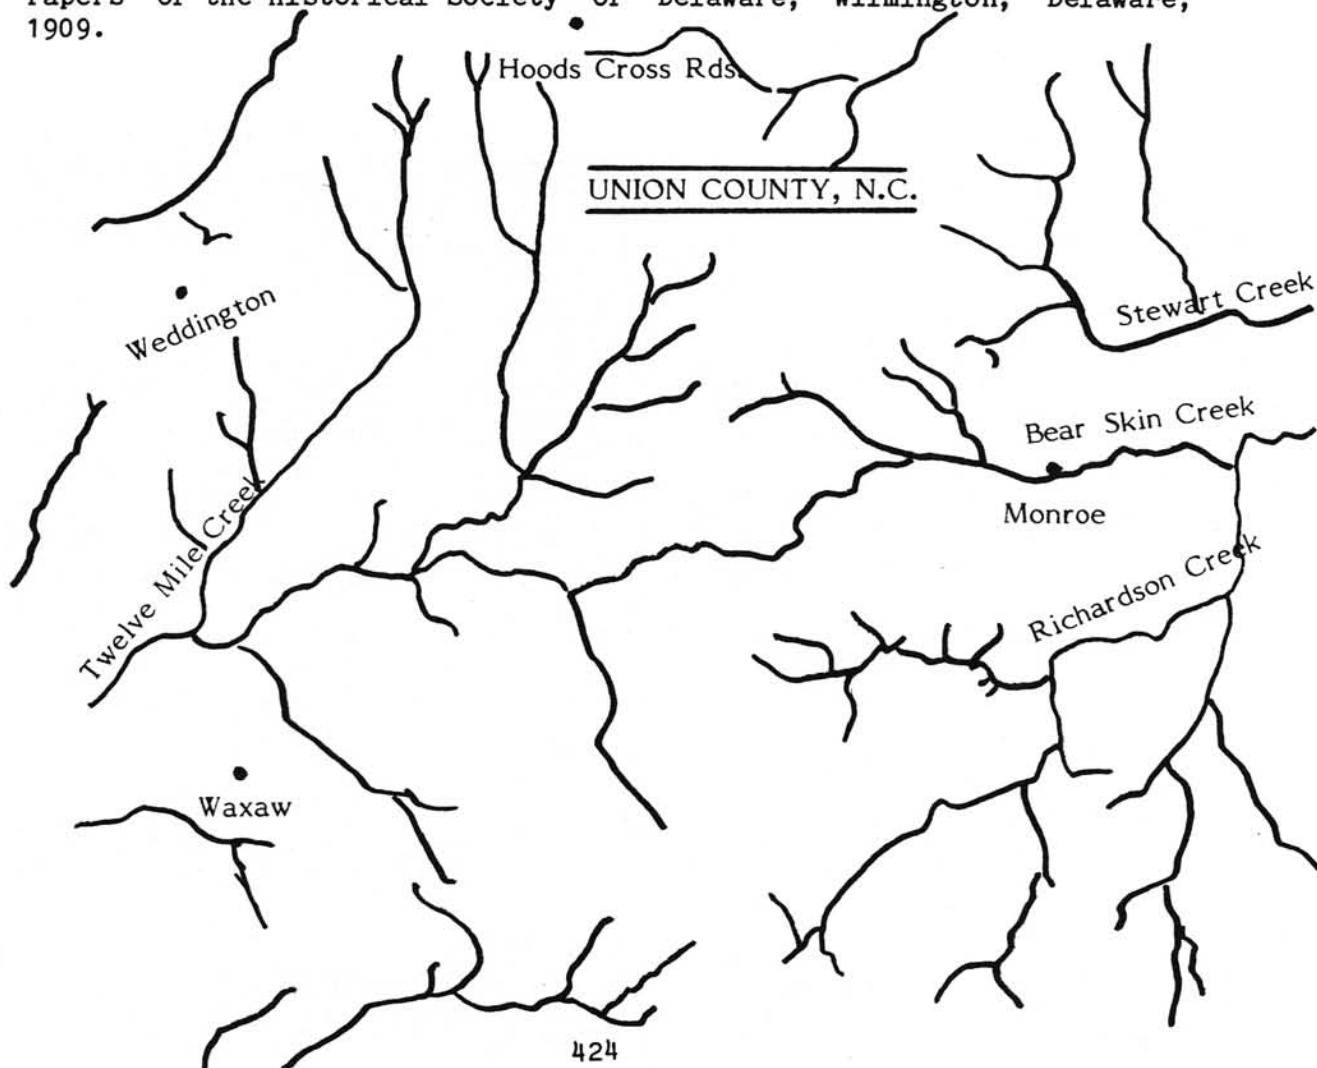 Papers of the Historical Society of Delaware, Wilmington, Delaware,
1909.
Hoods Cross Rds.
UNION COUNTY, N.C.
Weddington
Stewart Creek
Bear Skin Creek
Monroe
Twelve Mile Creek
Richardson Creek
Waxaw
424